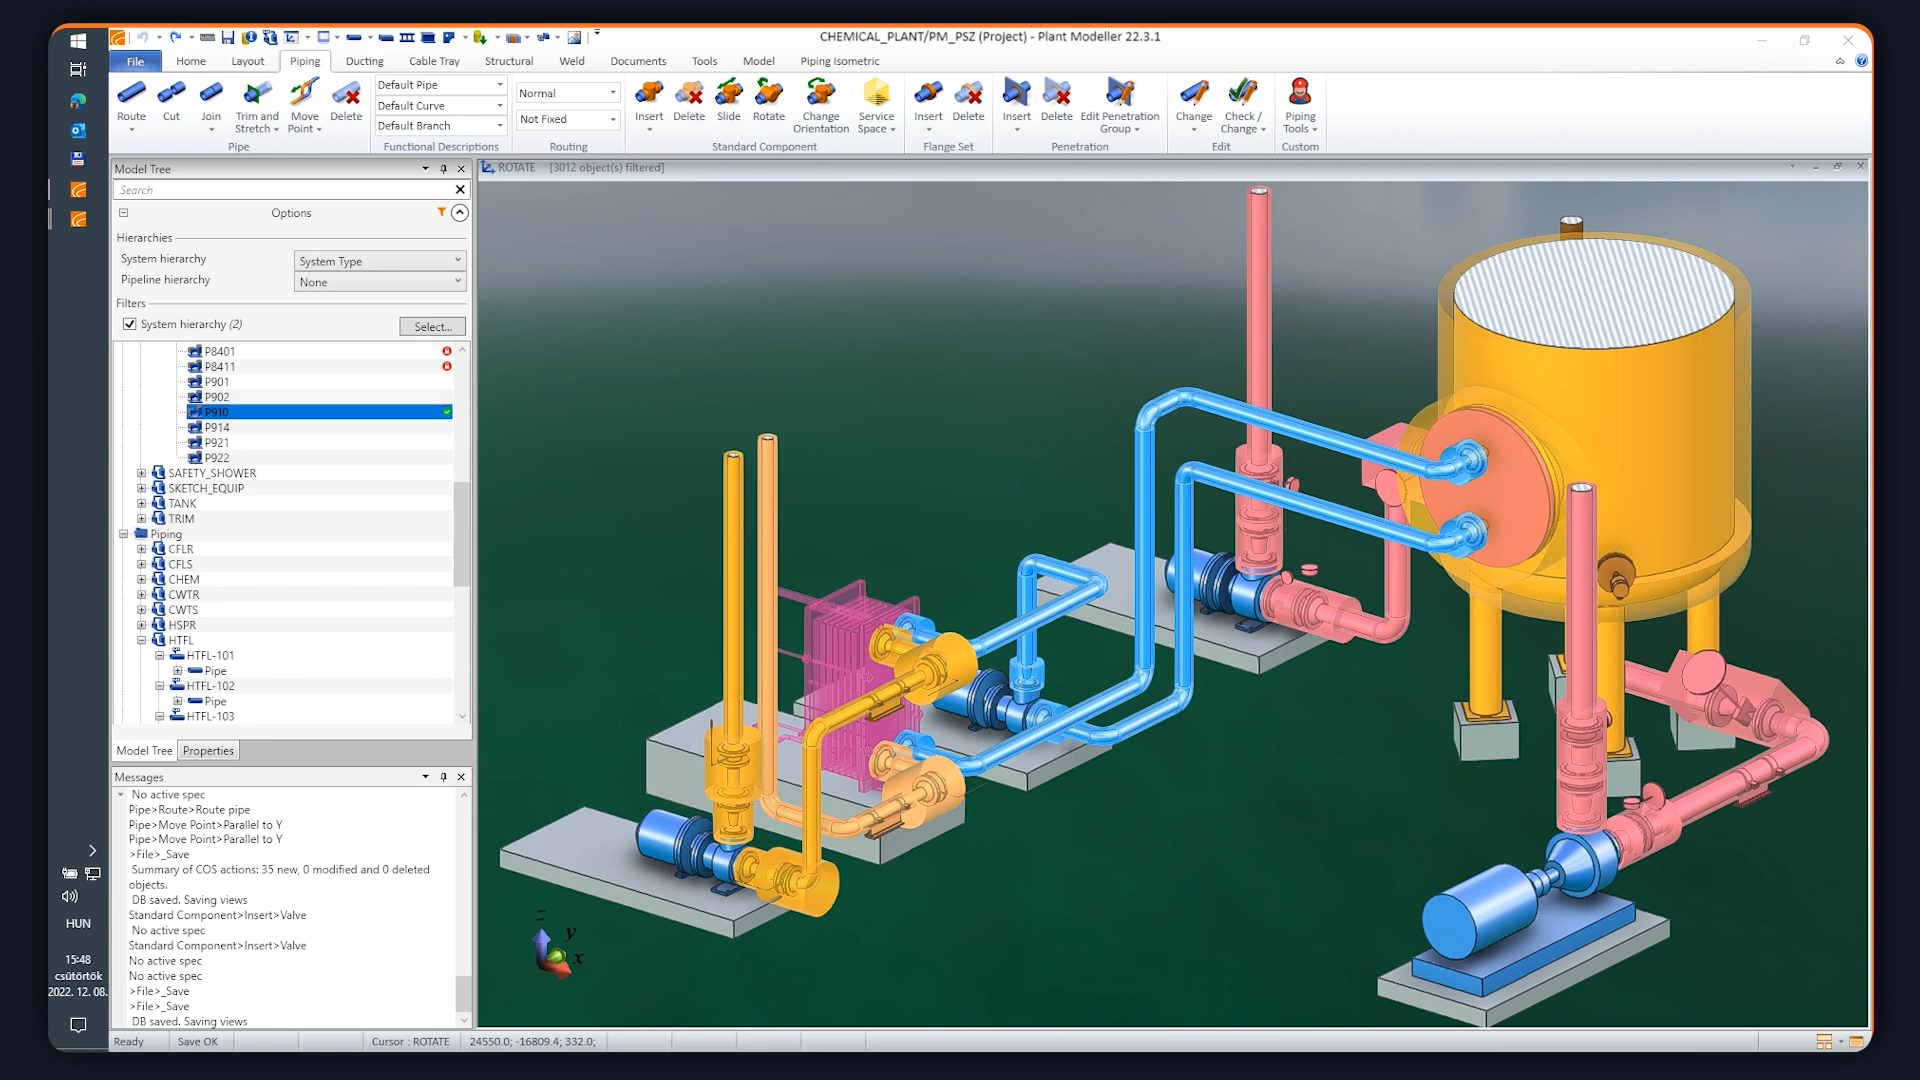 CHEMICAL_PLANT/PM_PSZ (Project) - Plant Modeller 22.3.1
File Home Layout Piping Ducting Cable Tray Structural Weld Documents Tools Model Piping Isometric
Route
Cut
Join
Trim and Stretch
Move Point
Delete
Pipe
Default Pipe
Default Curve
Default Branch
Functional Descriptions
Normal
Not Fixed
Routing
Insert
Delete
Slide
Rotate
Change Orientation
Service Space
Standard Component
Insert
Delete
Flange Set
Insert
Delete
Edit Penetration Group
Penetration
Change
Check / Change
Edit
Piping Tools
Custom
Model Tree
Search
Options
Hierarchies
System hierarchy System Type
Pipeline hierarchy None
Filters
System hierarchy (2) Select...
P8401
P8411
P901
P902
P910
P914
P921
P922
SAFETY_SHOWER
SKETCH_EQUIP
TANK
TRIM
Piping
CFLR
CFLS
CHEM
CWTR
CWTS
HSPR
HTFL
HTFL-101
Pipe
HTFL-102
Pipe
HTFL-103
Model Tree Properties
Messages
No active spec
Pipe>Route>Route pipe
Pipe>Move Point>Parallel to Y
Pipe>Move Point>Parallel to Y
>File>_Save
Summary of COS actions: 35 new, 0 modified and 0 deleted
objects.
DB saved. Saving views
Standard Component>Insert>Valve
No active spec
Standard Component>Insert>Valve
No active spec
No active spec
>File>_Save
>File>_Save
DB saved. Saving views
ROTATE [3012 object(s) filtered]
z
y
x
HUN
15:48
csütörtök
2022. 12. 08.
Ready Save OK Cursor : ROTATE 24550.0; -16809.4; 332.0;